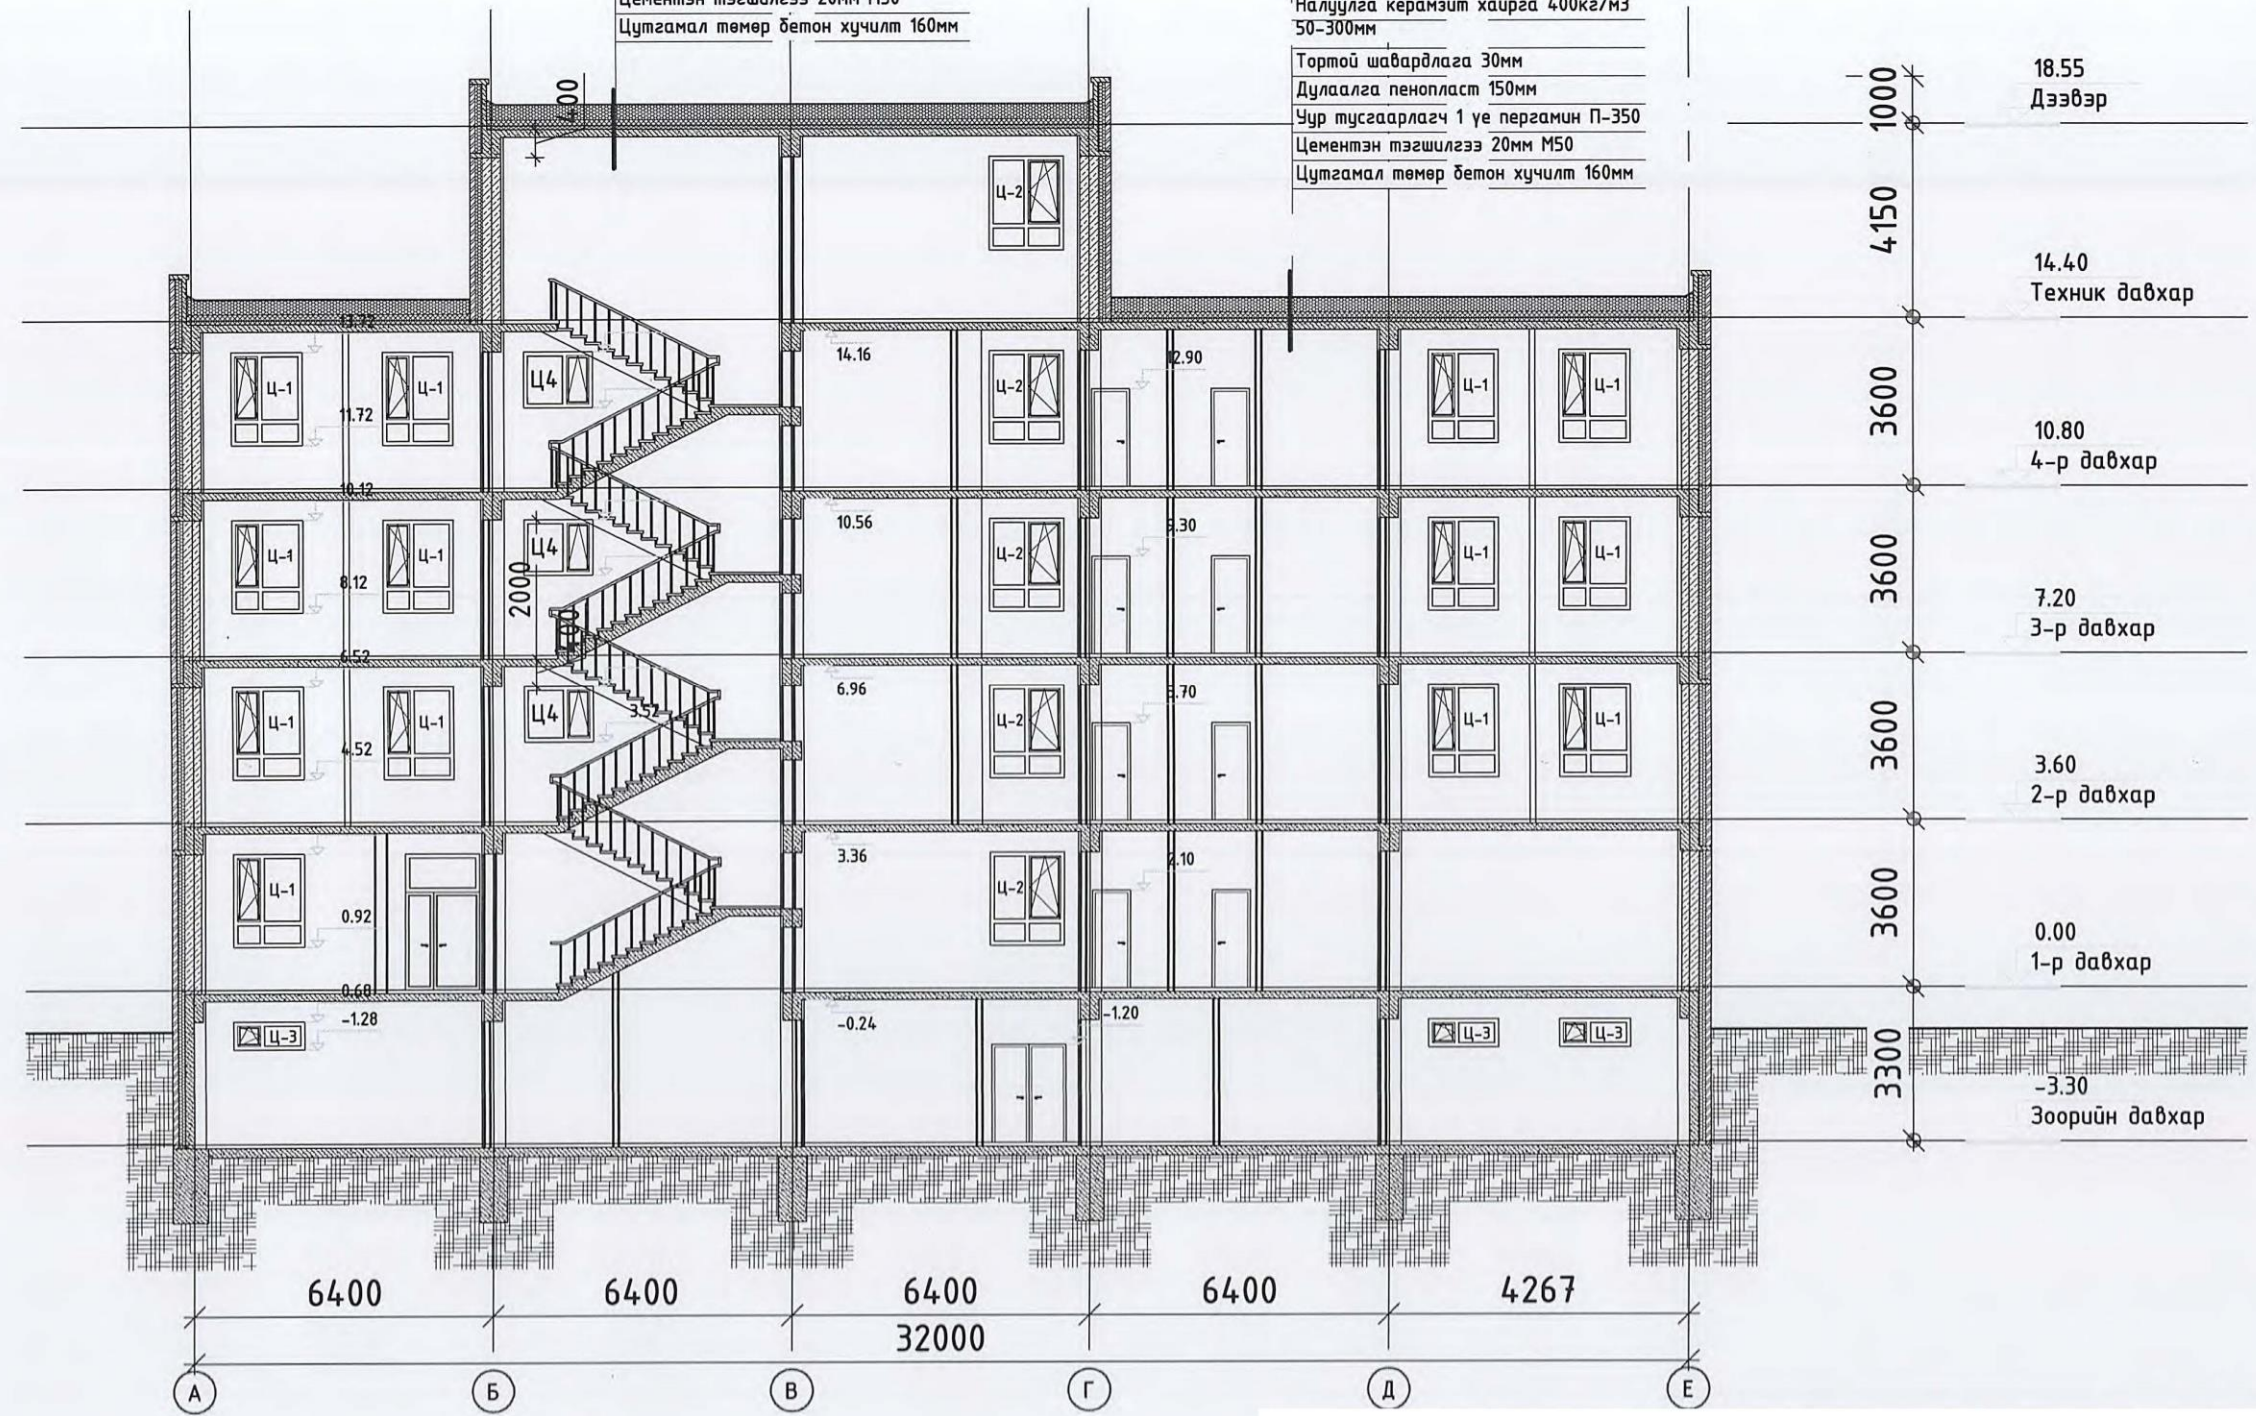 Цементэн тэгшилгээ 20мм М50
Цутгамал төмөр бетон хучилт 160мм
Налуулга керамзит хайрга 400кг/м3
50-300мм
Тортой шавардлага 30мм
Дулаалга пенопласт 150мм
Уур тусгаарлагч 1 үе пергамин П-350
Цементэн тэгшилгээ 20мм М50
Цутгамал төмөр бетон хучилт 160мм
400
Ц-2
13.72
14.16
12.90
Ц-1
Ц-1
Ц4
Ц-2
Ц-1
Ц-1
11.72
10.12
10.56
9.30
Ц-1
Ц-1
Ц4
Ц-2
Ц-1
Ц-1
8.12
2000
400
6.52
6.96
5.70
Ц-1
Ц-1
Ц4
3.52
Ц-2
Ц-1
Ц-1
4.52
3.36
2.10
Ц-1
Ц-2
0.92
0.68
-1.28
-0.24
-1.20
Ц-3
Ц-3
Ц-3
1000
4150
3600
3600
3600
3600
3300
18.55
Дээвэр
14.40
Техник давхар
10.80
4-р давхар
7.20
3-р давхар
3.60
2-р давхар
0.00
1-р давхар
-3.30
Зоорийн давхар
6400 6400 6400 6400 4267
32000
А Б В Г Д Е